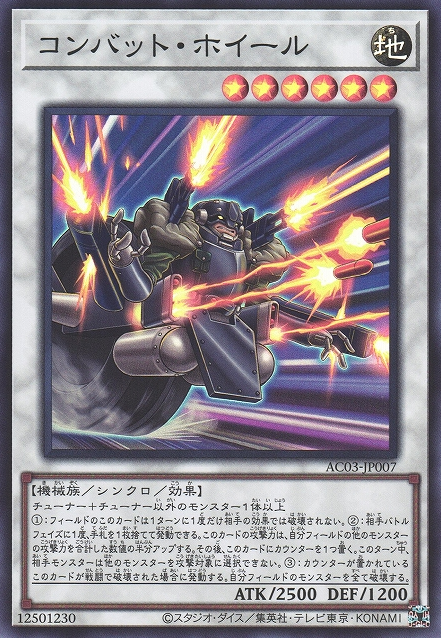 コンバット・ホイール
地
AC03-JP007
【機械族／シンクロ／効果】
チューナー＋チューナー以外のモンスター1体以上
①：フィールドのこのカードは1ターンに1度だけ相手の効果では破壊されない。②：相手バトル
フェイズに1度、手札を1枚捨てて発動できる。このカードの攻撃力は、自分フィールドの他のモンスター
の攻撃力を合計した数値の半分アップする。その後、このカードにカウンターを1つ置く。このターン中、
相手モンスターは他のモンスターを攻撃対象に選択できない。③：カウンターが置かれている
このカードが戦闘で破壊された場合に発動する。自分フィールドのモンスターを全て破壊する。
ATK/2500 DEF/1200
12501230
©スタジオ・ダイス／集英社・テレビ東京・KONAMI